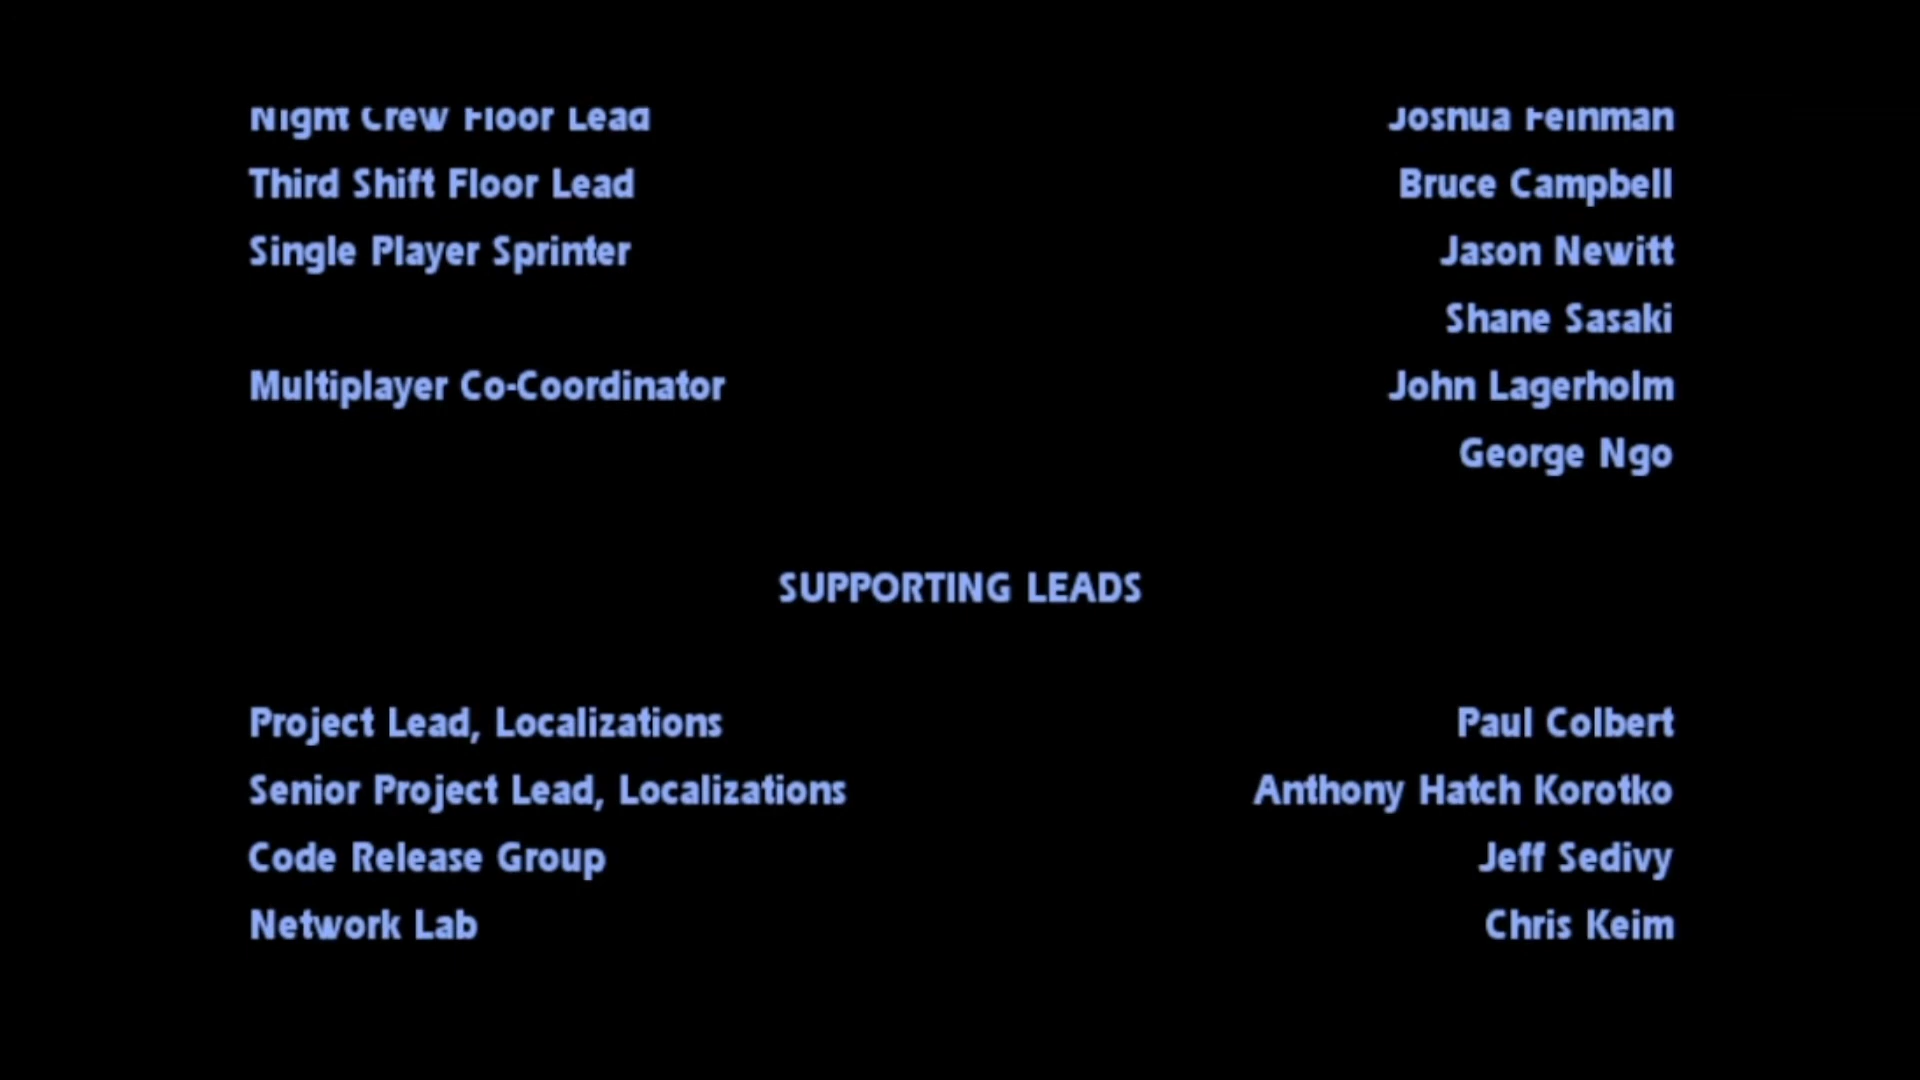 Night Crew Floor Lead Joshua Feinman
Third Shift Floor Lead Bruce Campbell
Single Player Sprinter Jason Newitt
Shane Sasaki
Multiplayer Co-Coordinator John Lagerholm
George Ngo
SUPPORTING LEADS
Project Lead, Localizations Paul Colbert
Senior Project Lead, Localizations Anthony Hatch Korotko
Code Release Group Jeff Sedivy
Network Lab Chris Keim